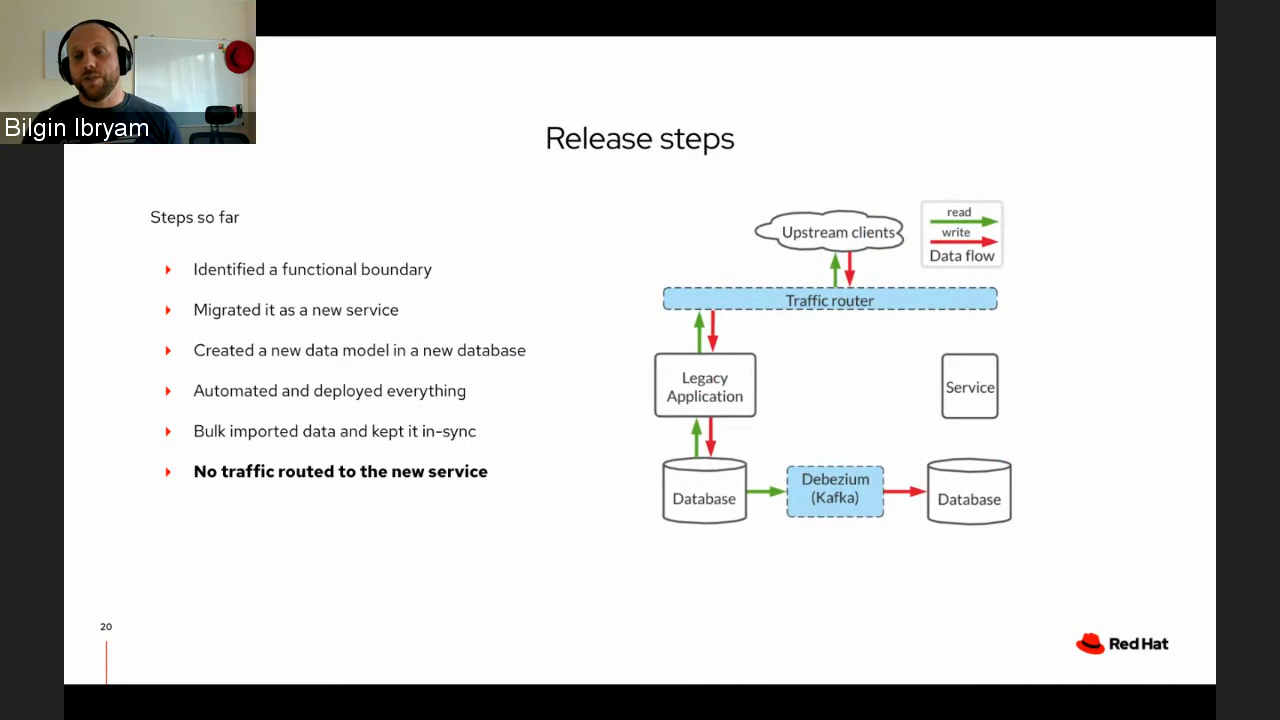 Bilgin Ibryam
Release steps
Steps so far
Identified a functional boundary
Migrated it as a new service
Created a new data model in a new database
Automated and deployed everything
Bulk imported data and kept it in-sync
No traffic routed to the new service
Upstream clients
read
write
Data flow
Traffic router
Legacy
Application
Service
Database
Debezium
(Kafka)
Database
20
Red Hat